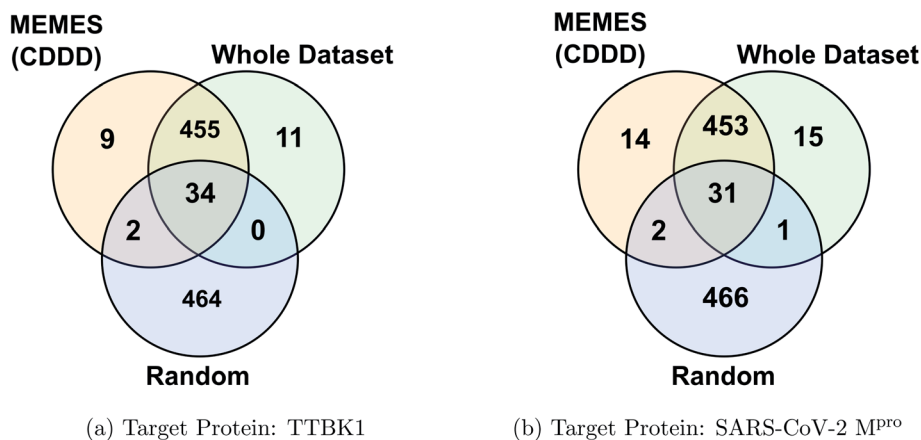 MEMES
(CDDD)
Whole Dataset
9
455
11
34
2
0
464
Random
(a) Target Protein: TTBK1
MEMES
(CDDD)
Whole Dataset
14
453
15
31
2
1
466
Random
(b) Target Protein: SARS-CoV-2 Mᵖʳᵒ